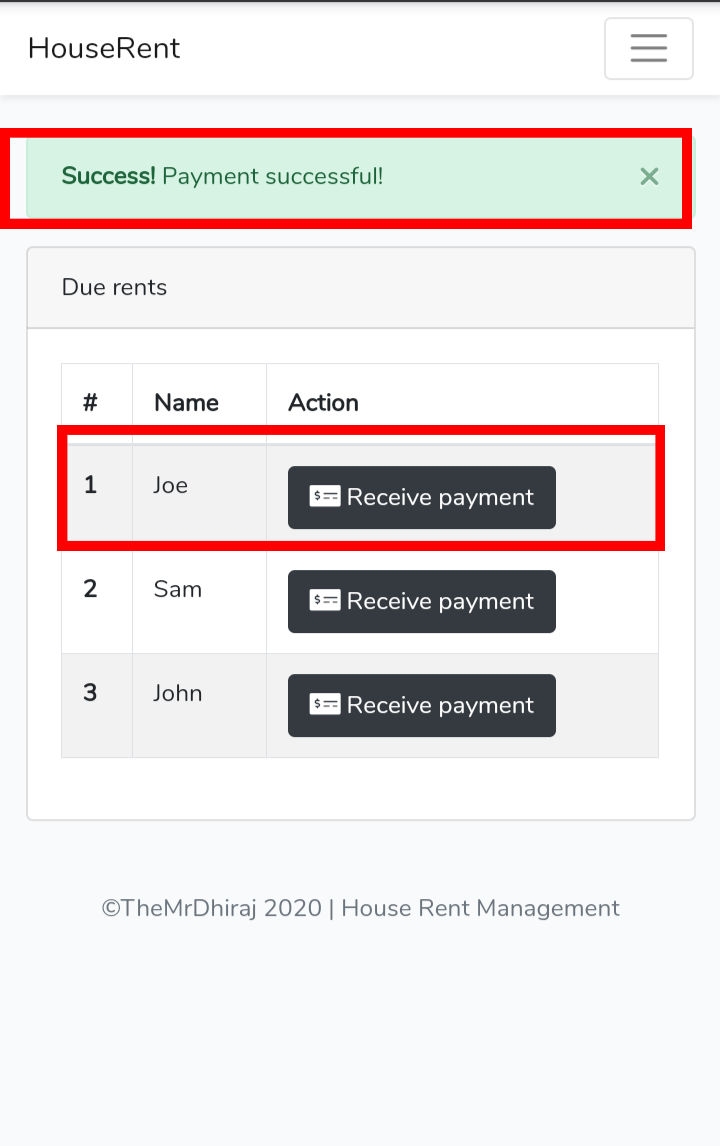 HouseRent
Success! Payment successful!
Due rents
# Name Action
1 Joe Receive payment
2 Sam Receive payment
3 John Receive payment
©TheMrDhiraj 2020 | House Rent Management